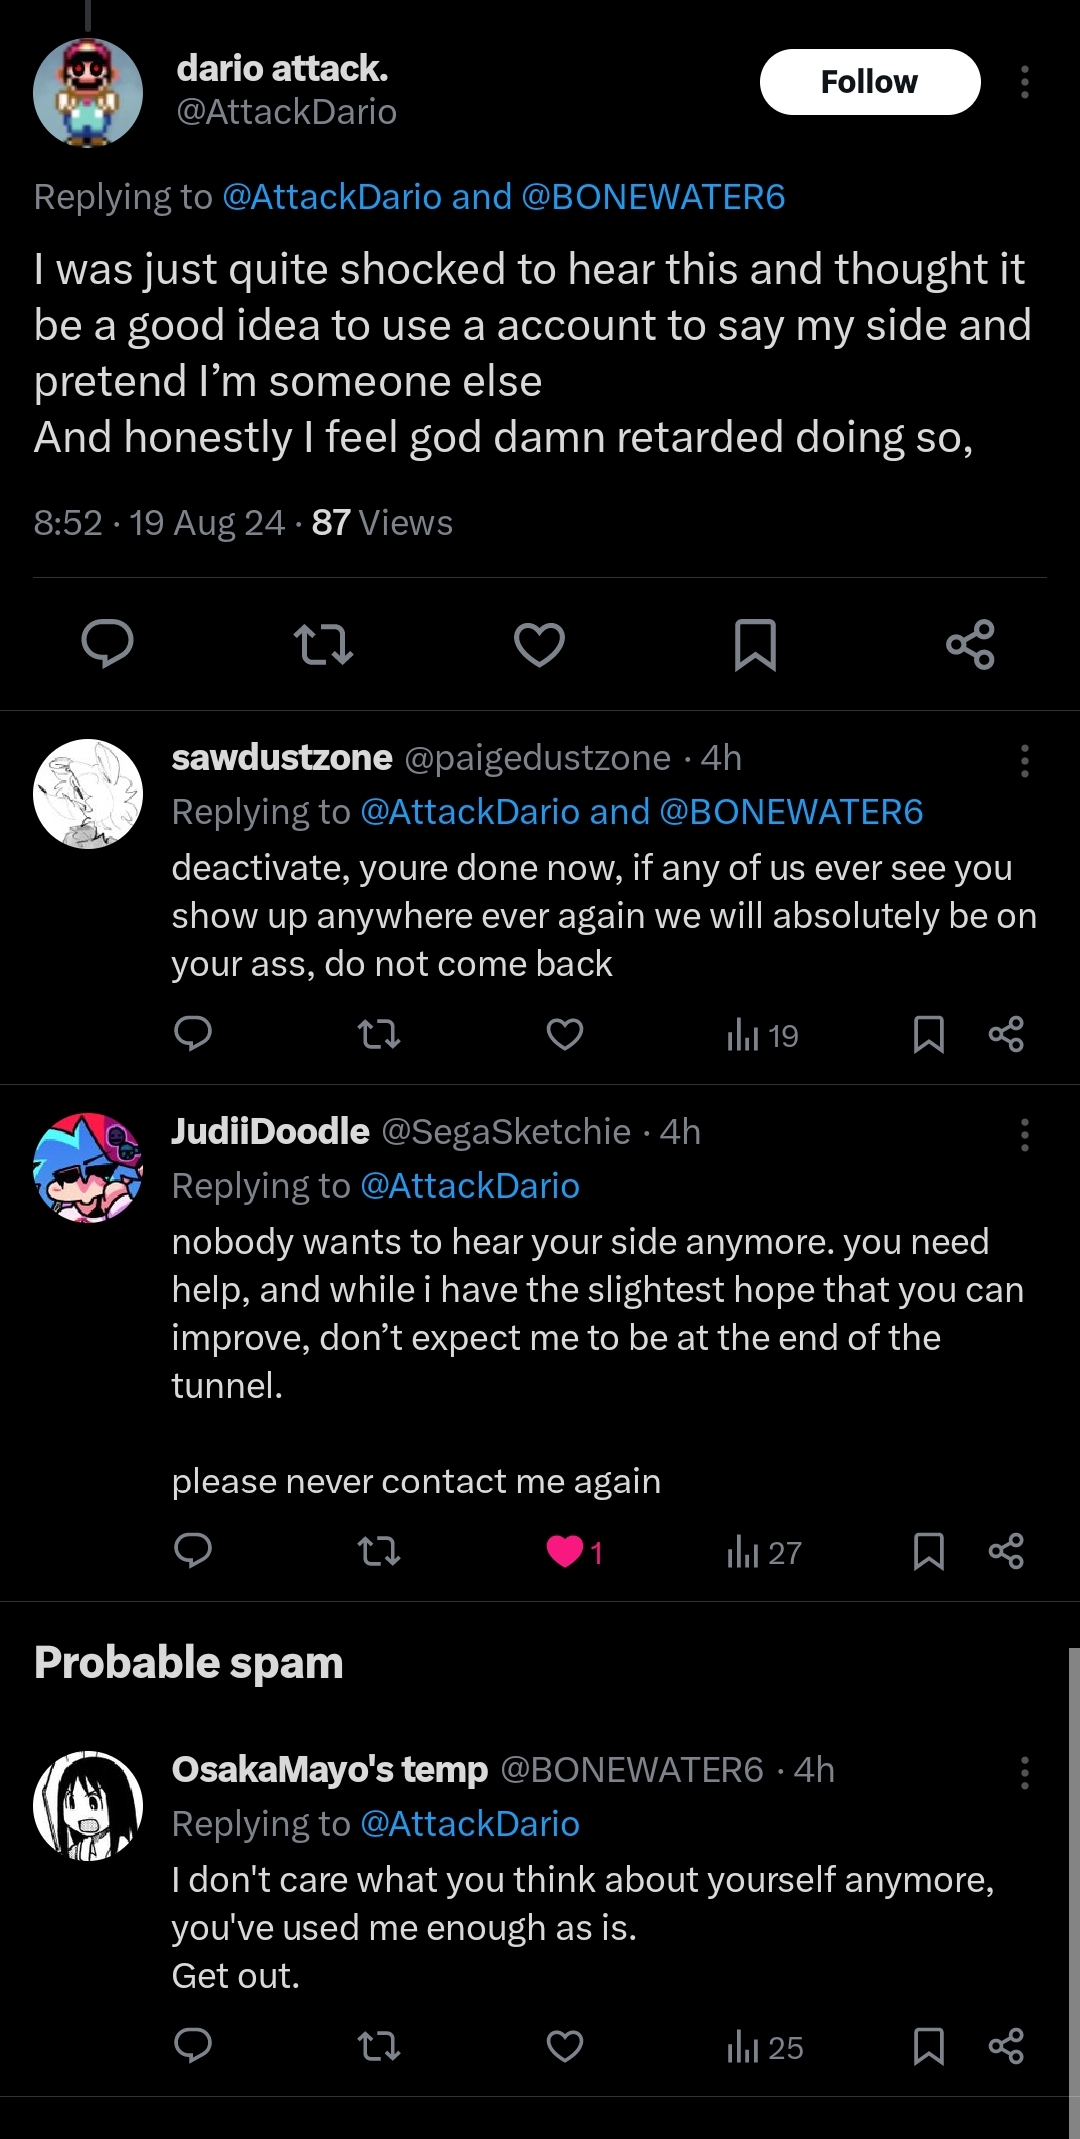 dario attack.
Follow
@AttackDario
Replying to @AttackDario and @BONEWATER6
I was just quite shocked to hear this and thought it
be a good idea to use a account to say my side and
pretend I’m someone else
And honestly I feel god damn retarded doing so,
8:52 · 19 Aug 24 · 87 Views
sawdustzone @paigedustzone · 4h
Replying to @AttackDario and @BONEWATER6
deactivate, youre done now, if any of us ever see you
show up anywhere ever again we will absolutely be on
your ass, do not come back
19
JudiiDoodle @SegaSketchie · 4h
Replying to @AttackDario
nobody wants to hear your side anymore. you need
help, and while i have the slightest hope that you can
improve, don’t expect me to be at the end of the
tunnel.
please never contact me again
1 27
Probable spam
OsakaMayo's temp @BONEWATER6 · 4h
Replying to @AttackDario
I don't care what you think about yourself anymore,
you've used me enough as is.
Get out.
25